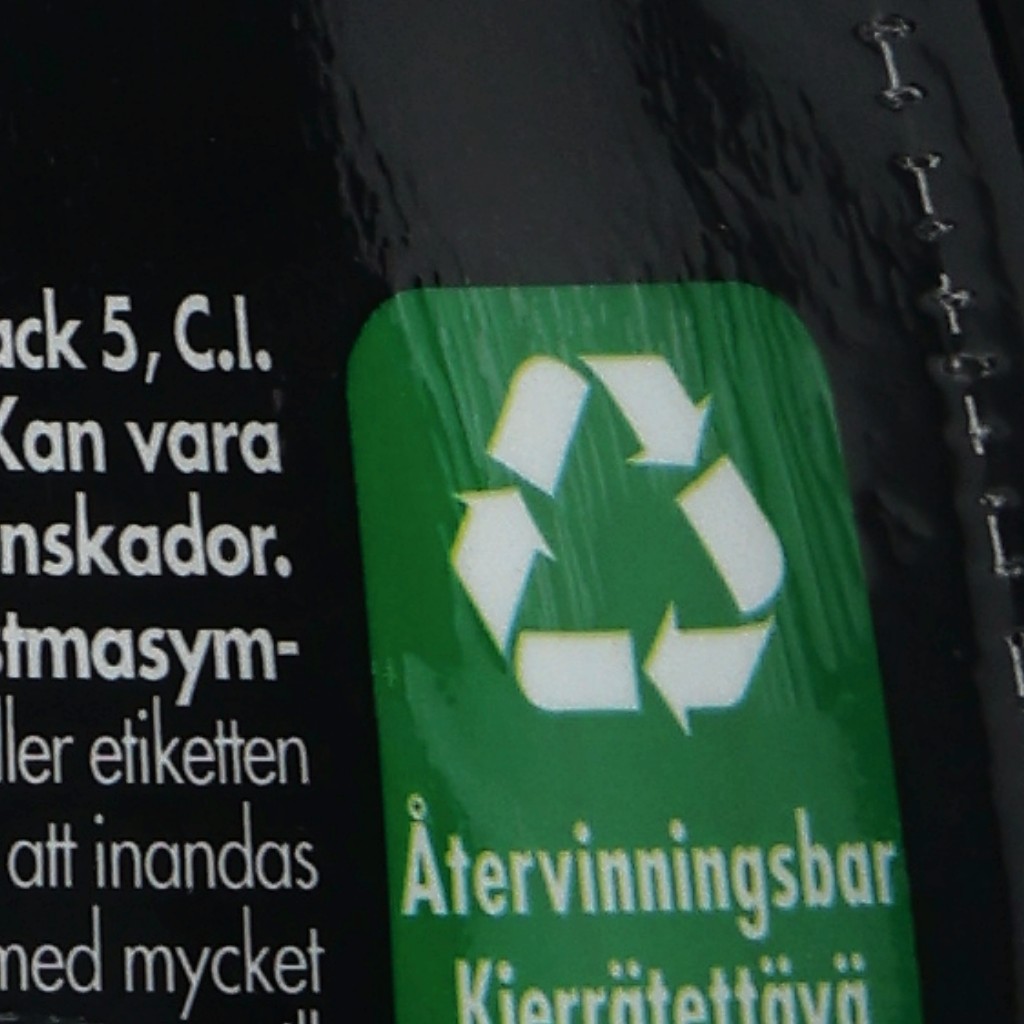 ack 5, C.I.
Kan vara
nskador.
stmasym-
ller etiketten
att inandas
med mycket
Återvinningsbar
Kierrätettävä